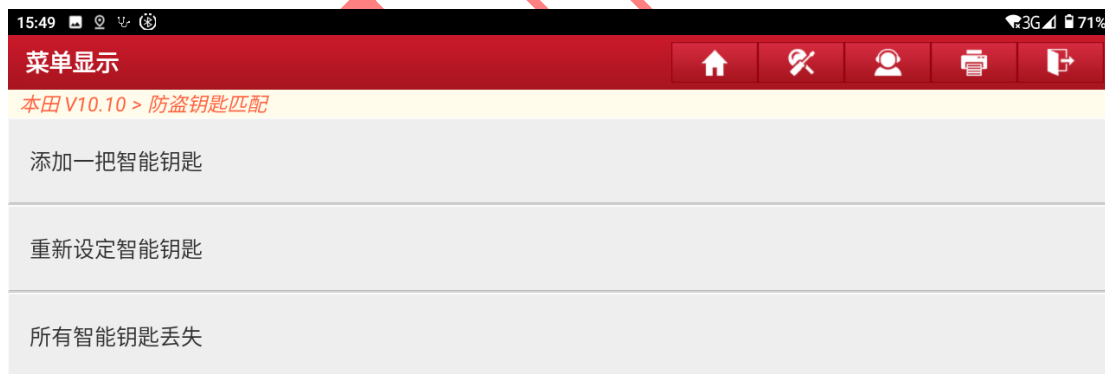 15:49 3G 71%
菜单显示
本田 V10.10 > 防盗钥匙匹配
添加一把智能钥匙
重新设定智能钥匙
所有智能钥匙丢失